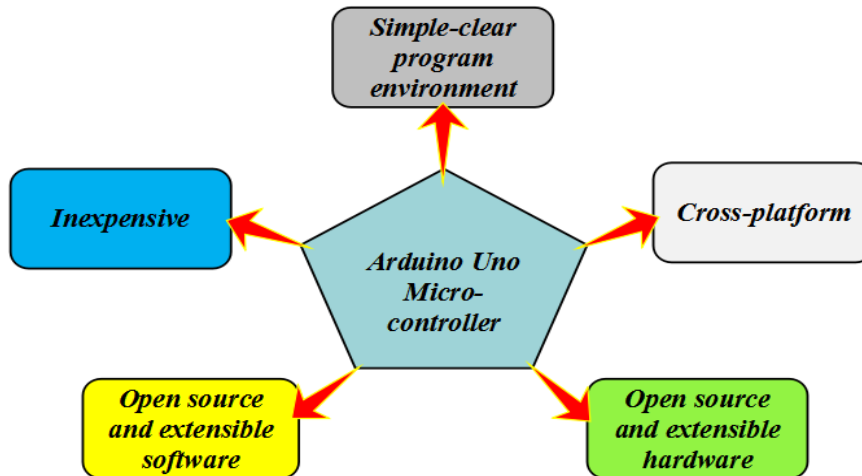 Simple-clear
program
environment
Inexpensive
Cross-platform
Arduino Uno
Micro-
controller
Open source
and extensible
software
Open source
and extensible
hardware